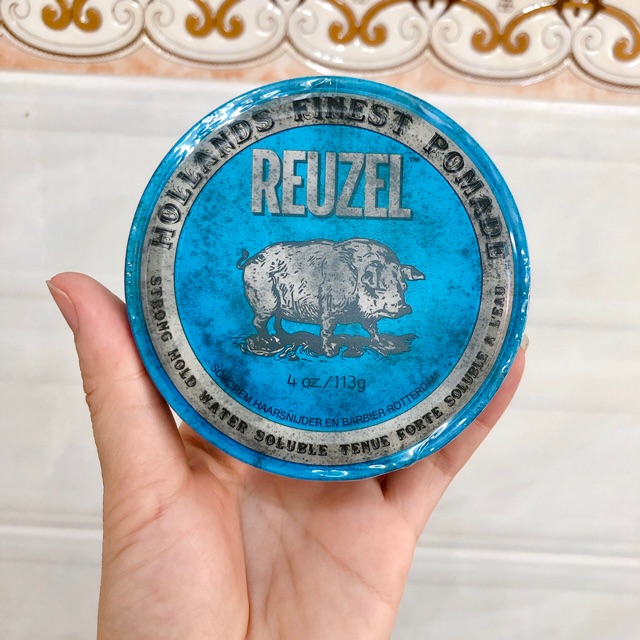 HOLLANDS FINEST POMADE
REUZEL™
4 oz./113g
SCHOREM HAARSNIJDER EN BARBIER ROTTERDAM
STRONG HOLD WATER SOLUBLE TENUE FORTE SOLUBLE A L'EAU